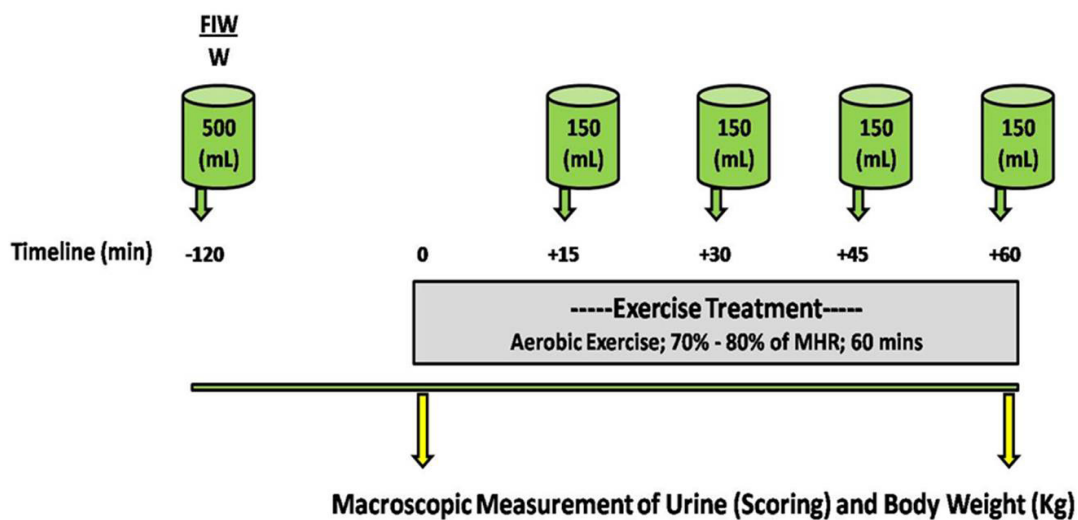 FIW
W
500 (mL)
150 (mL)
150 (mL)
150 (mL)
150 (mL)
Timeline (min) -120 0 +15 +30 +45 +60
-----Exercise Treatment-----
Aerobic Exercise; 70% - 80% of MHR; 60 mins
Macroscopic Measurement of Urine (Scoring) and Body Weight (Kg)